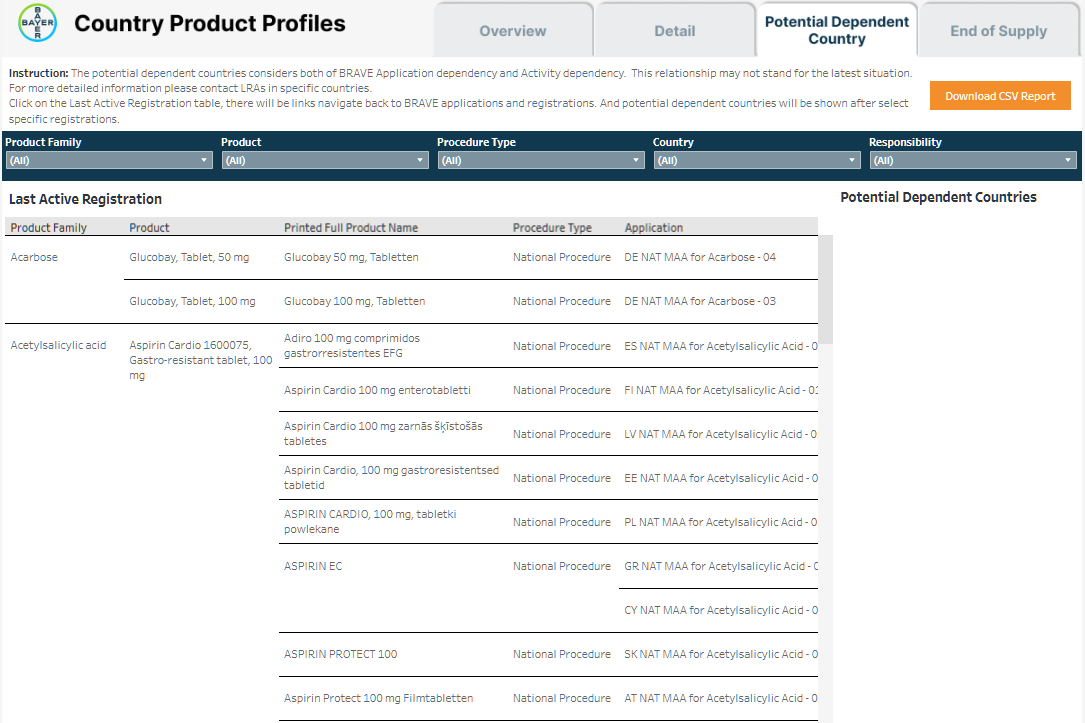 BAYER
BAYER
Country Product Profiles
Overview
Detail
Potential Dependent
Country
End of Supply
Instruction: The potential dependent countries considers both of BRAVE Application dependency and Activity dependency. This relationship may not stand for the latest situation.
For more detailed information please contact LRAs in specific countries.
Click on the Last Active Registration table, there will be links navigate back to BRAVE applications and registrations. And potential dependent countries will be shown after select
specific registrations.
Download CSV Report
Product Family Product Procedure Type Country Responsibility
(All) (All) (All) (All) (All)
Last Active Registration
Potential Dependent Countries
Product Family Product Printed Full Product Name Procedure Type Application
Acarbose Glucobay, Tablet, 50 mg Glucobay 50 mg, Tabletten National Procedure DE NAT MAA for Acarbose - 04
Glucobay, Tablet, 100 mg Glucobay 100 mg, Tabletten National Procedure DE NAT MAA for Acarbose - 03
Acetylsalicylic acid Aspirin Cardio 1600075,
Gastro-resistant tablet, 100
mg
Adiro 100 mg comprimidos
gastrorresistentes EFG
National Procedure ES NAT MAA for Acetylsalicylic Acid - 0
Aspirin Cardio 100 mg enterotabletti National Procedure FI NAT MAA for Acetylsalicylic Acid - 01
Aspirin Cardio 100 mg zarnās šķīstošās
tabletes
National Procedure LV NAT MAA for Acetylsalicylic Acid - 0
Aspirin Cardio, 100 mg gastroresistentsed
tabletid
National Procedure EE NAT MAA for Acetylsalicylic Acid - 0
ASPIRIN CARDIO, 100 mg, tabletki
powlekane
National Procedure PL NAT MAA for Acetylsalicylic Acid - 0
ASPIRIN EC National Procedure GR NAT MAA for Acetylsalicylic Acid - 0
CY NAT MAA for Acetylsalicylic Acid - 0
ASPIRIN PROTECT 100 National Procedure SK NAT MAA for Acetylsalicylic Acid - 0
Aspirin Protect 100 mg Filmtabletten National Procedure AT NAT MAA for Acetylsalicylic Acid - 0